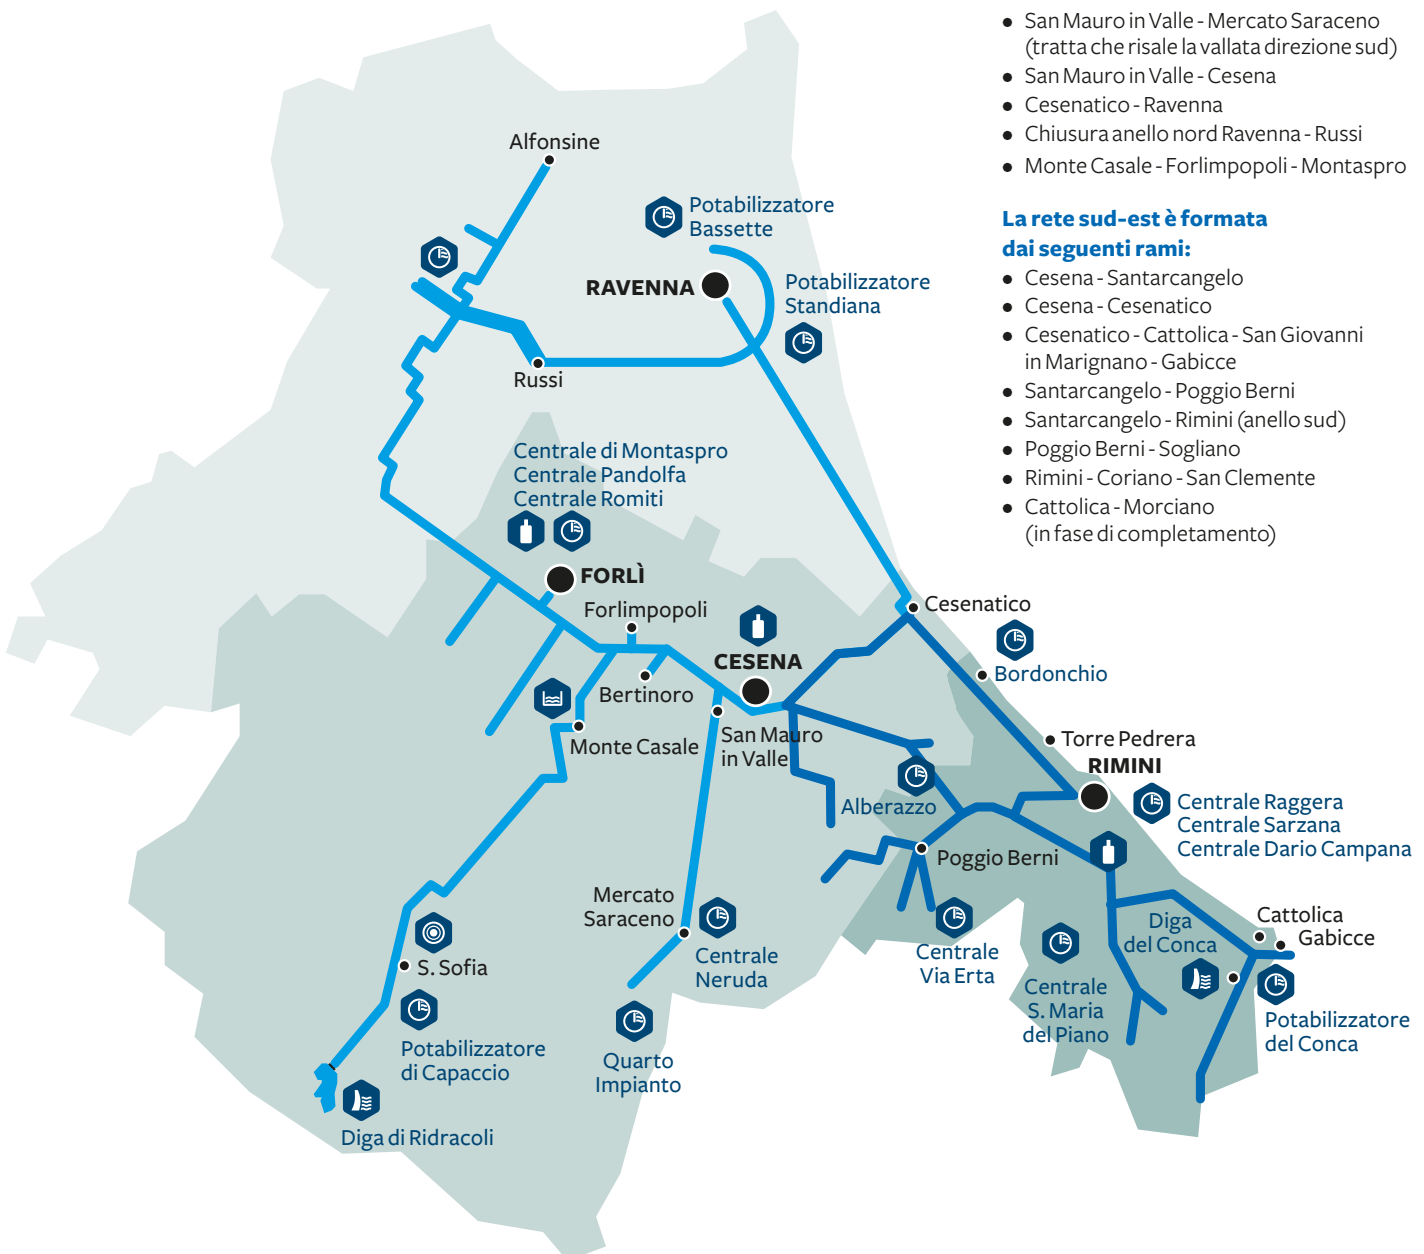 • San Mauro in Valle - Mercato Saraceno
(tratta che risale la vallata direzione sud)
• San Mauro in Valle - Cesena
• Cesenatico - Ravenna
• Chiusura anello nord Ravenna - Russi
• Monte Casale - Forlimpopoli - Montaspro
La rete sud-est è formata
dai seguenti rami:
• Cesena - Santarcangelo
• Cesena - Cesenatico
• Cesenatico - Cattolica - San Giovanni
in Marignano - Gabicce
• Santarcangelo - Poggio Berni
• Santarcangelo - Rimini (anello sud)
• Poggio Berni - Sogliano
• Rimini - Coriano - San Clemente
• Cattolica - Morciano
(in fase di completamento)
Alfonsine
Potabilizzatore
Bassette
RAVENNA
Potabilizzatore
Standiana
Russi
Centrale di Montaspro
Centrale Pandolfa
Centrale Romiti
FORLÌ
Forlimpopoli
Cesenatico
CESENA
Bordonchio
Bertinoro
San Mauro
in Valle
Monte Casale
Torre Pedrera
RIMINI
Alberazzo
Centrale Raggera
Centrale Sarzana
Centrale Dario Campana
Poggio Berni
Mercato
Saraceno
Centrale
Neruda
Centrale
Via Erta
Diga
del Conca
Cattolica
Gabicce
S. Sofia
Centrale
S. Maria
del Piano
Potabilizzatore
del Conca
Potabilizzatore
di Capaccio
Quarto
Impianto
Diga di Ridracoli